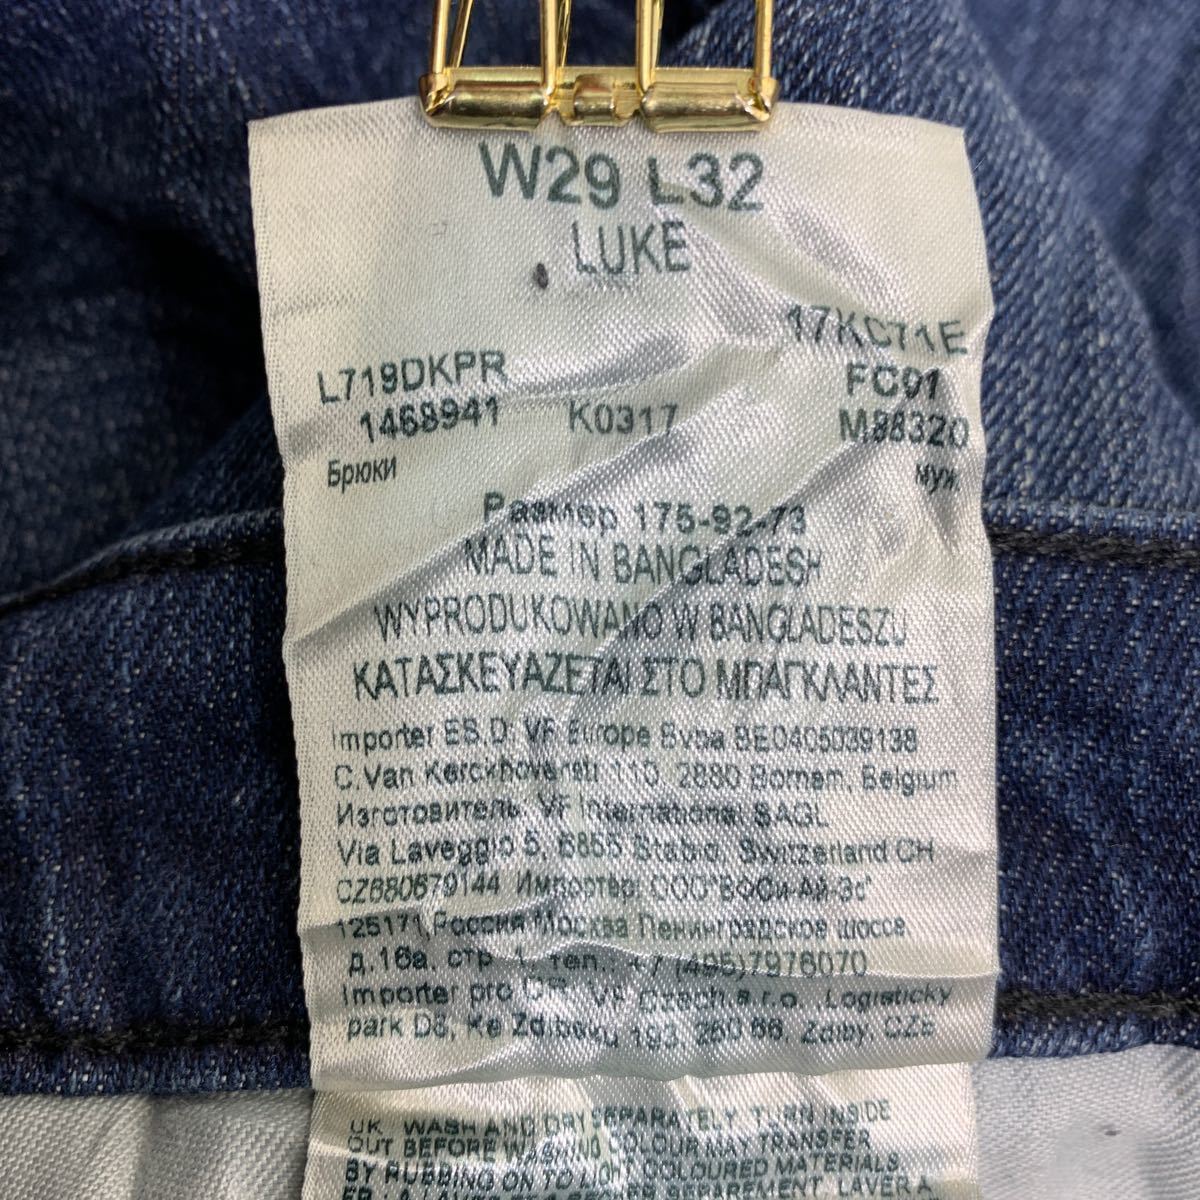 W29 L32
LUKE
17KC71E
L719DKPR FC01
1468941 K0317 M98320
Брюки муж
Размер 175-92-73
MADE IN BANGLADESH
WYPRODUKOWANO W BANGLADESZU
ΚΑΤΑΣΚΕΥΑΖΕΤΑΙ ΣΤΟ ΜΠΑΓΚΛΑΝΤΕΣ
Importer ES.D: VF Europe Bvba BE0405039138
C.Van Kerckhovenstr. 110, 2880 Bornem, Belgium
Изготовитель: VF International SAGL
Via Laveggio 5, 6855 Stabio, Switzerland CH
CZ680679144 Импортер: ООО"ВФСи-Ай-Эс"
125171,Россия Москва Ленинградское шоссе
д.16а, стр 1, тел.: +7 (495)7976070
Importer pro VF Czech s.r.o., Logisticky
park D8, Ke Zdibsku 193, 250 66, Zdiby, CZE
UK WASH AND DRY SEPARATELY. TURN INSIDE
OUT BEFORE WASHING COLOUR MAY TRANSFER
BY RUBBING ON TO LIGHT COLOURED MATERIALS.